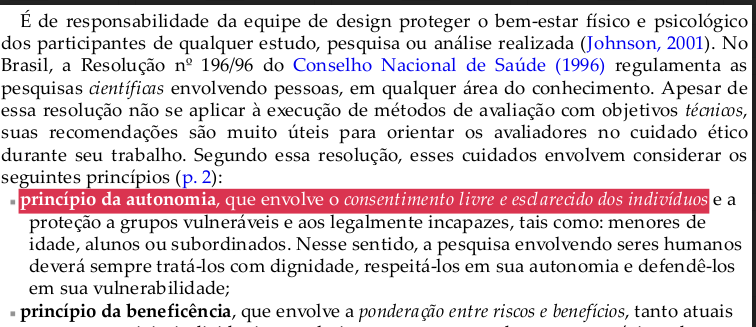 É de responsabilidade da equipe de design proteger o bem-estar físico e psicológico
dos participantes de qualquer estudo, pesquisa ou análise realizada (Johnson, 2001). No
Brasil, a Resolução nº 196/96 do Conselho Nacional de Saúde (1996) regulamenta as
pesquisas científicas envolvendo pessoas, em qualquer área do conhecimento. Apesar de
essa resolução não se aplicar à execução de métodos de avaliação com objetivos técnicos,
suas recomendações são muito úteis para orientar os avaliadores no cuidado ético
durante seu trabalho. Segundo essa resolução, esses cuidados envolvem considerar os
seguintes princípios (p. 2):
▪ princípio da autonomia, que envolve o consentimento livre e esclarecido dos indivíduos e a
proteção a grupos vulneráveis e aos legalmente incapazes, tais como: menores de
idade, alunos ou subordinados. Nesse sentido, a pesquisa envolvendo seres humanos
deverá sempre tratá-los com dignidade, respeitá-los em sua autonomia e defendê-los
em sua vulnerabilidade;
▪ princípio da beneficência, que envolve a ponderação entre riscos e benefícios, tanto atuais